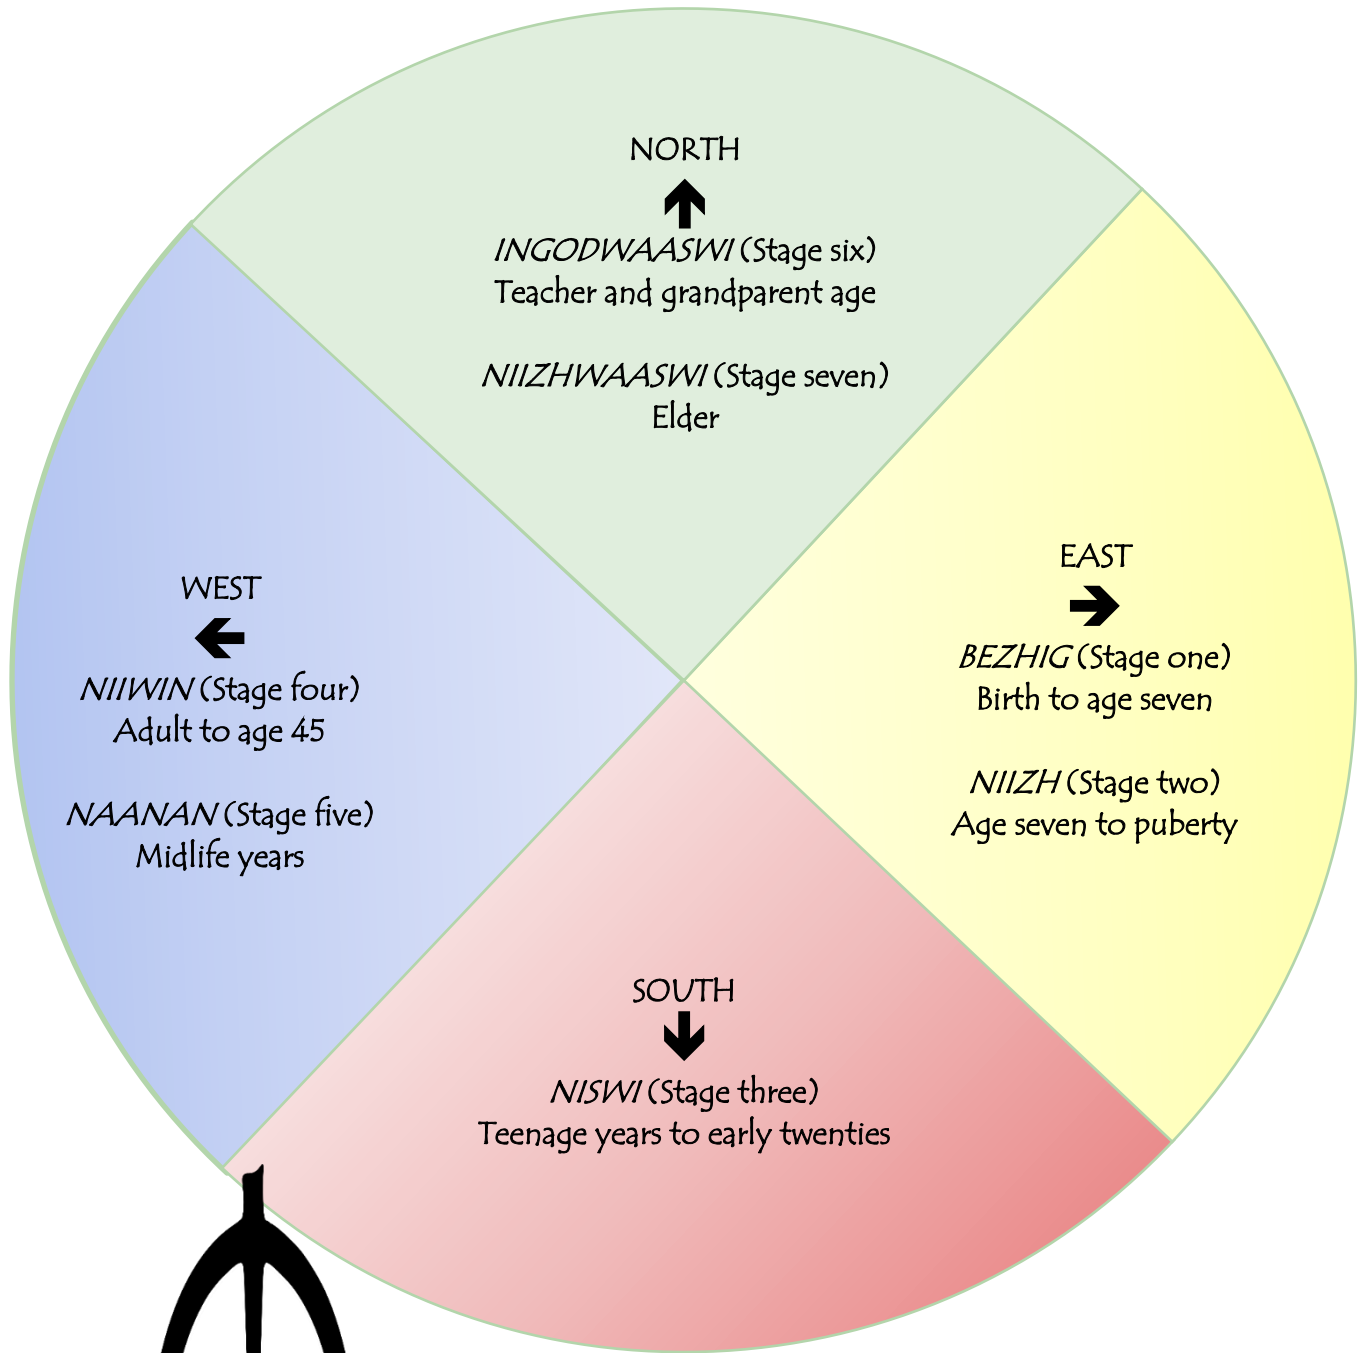 NORTH
INGODWAASWI (Stage six)
Teacher and grandparent age
NIIZHWAASWI (Stage seven)
Elder
EAST
BEZHIG (Stage one)
Birth to age seven
NIIZH (Stage two)
Age seven to puberty
SOUTH
NISWI (Stage three)
Teenage years to early twenties
WEST
NIIWIN (Stage four)
Adult to age 45
NAANAN (Stage five)
Midlife years